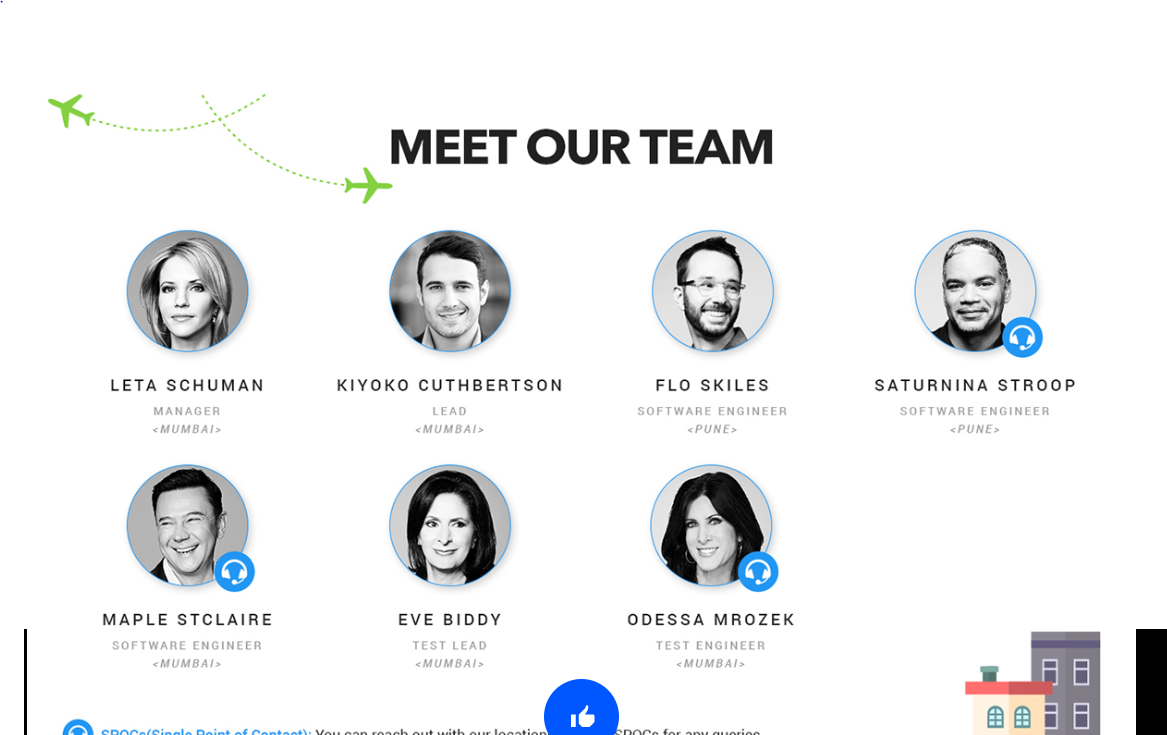 MEET OUR TEAM
LETA SCHUMAN
MANAGER
<MUMBAI>
KIYOKO CUTHBERTSON
LEAD
<MUMBAI>
FLO SKILES
SOFTWARE ENGINEER
<PUNE>
SATURNINA STROOP
SOFTWARE ENGINEER
<PUNE>
MAPLE STCLAIRE
SOFTWARE ENGINEER
<MUMBAI>
EVE BIDDY
TEST LEAD
<MUMBAI>
ODESSA MROZEK
TEST ENGINEER
<MUMBAI>
SPOCs(Single Point of Contact): You can reach out with our location SPOCs for any queries